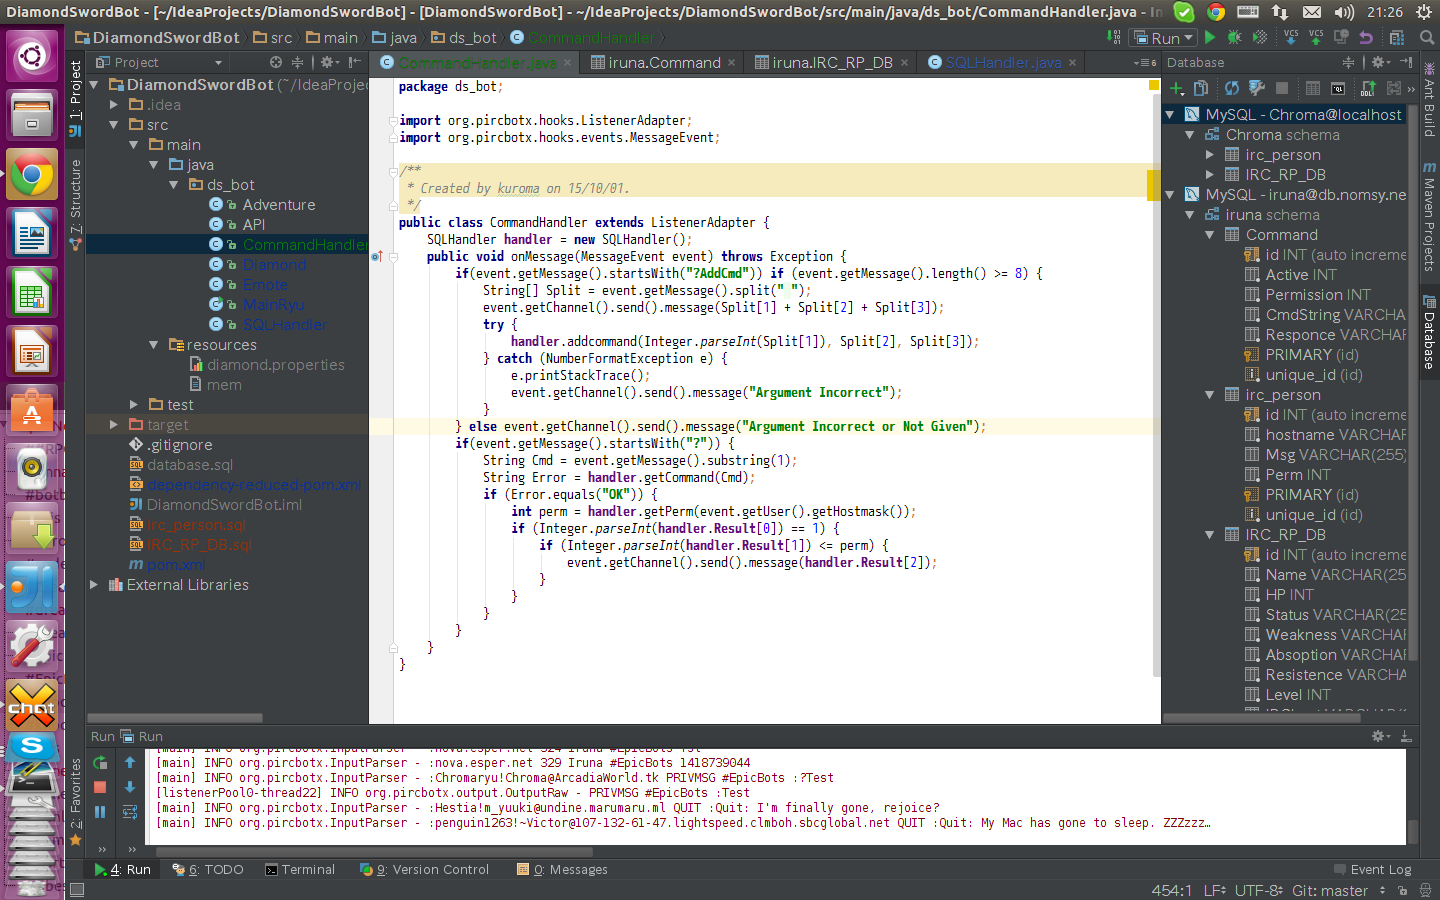 DiamondSwordBot - [~/IdeaProjects/DiamondSwordBot] - [DiamondSwordBot] - ~/IdeaProjects/DiamondSwordBot/src/main/java/ds_bot/CommandHandler.java - In
21:26
DiamondSwordBot src main java ds_bot CommandHandler
Run
Project
CommandHandler.java
iruna.Command
iruna.IRC_RP_DB
SQLHandler.java
6
Database
1: Project
7: Structure
2: Favorites
DiamondSwordBot (~/IdeaProje
.idea
src
main
java
ds_bot
Adventure
API
CommandHandler
Diamond
Emote
MainRyu
SQLHandler
resources
diamond.properties
mem
test
target
.gitignore
database.sql
dependency-reduced-pom.xml
DiamondSwordBot.iml
irc_person.sql
IRC_RP_DB.sql
pom.xml
External Libraries
package ds_bot;
import org.pircbotx.hooks.ListenerAdapter;
import org.pircbotx.hooks.events.MessageEvent;
/**
* Created by kuroma on 15/10/01.
*/
public class CommandHandler extends ListenerAdapter {
SQLHandler handler = new SQLHandler();
public void onMessage(MessageEvent event) throws Exception {
if(event.getMessage().startsWith("?AddCmd")) if (event.getMessage().length() >= 8) {
String[] Split = event.getMessage().split(" ");
event.getChannel().send().message(Split[1] + Split[2] + Split[3]);
try {
handler.addcommand(Integer.parseInt(Split[1]), Split[2], Split[3]);
} catch (NumberFormatException e) {
e.printStackTrace();
event.getChannel().send().message("Argument Incorrect");
}
} else event.getChannel().send().message("Argument Incorrect or Not Given");
if(event.getMessage().startsWith("?")) {
String Cmd = event.getMessage().substring(1);
String Error = handler.getCommand(Cmd);
if (Error.equals("OK")) {
int perm = handler.getPerm(event.getUser().getHostmask());
if (Integer.parseInt(handler.Result[0]) == 1) {
if (Integer.parseInt(handler.Result[1]) <= perm) {
event.getChannel().send().message(handler.Result[2]);
}
}
}
}
}
}
MySQL - Chroma@localhost
Chroma schema
irc_person
IRC_RP_DB
MySQL - iruna@db.nomsy.ne
iruna schema
Command
id INT (auto increme
Active INT
Permission INT
CmdString VARCHA
Responce VARCHAR
PRIMARY (id)
unique_id (id)
irc_person
id INT (auto increme
hostname VARCHAR
Msg VARCHAR(255)
Perm INT
PRIMARY (id)
unique_id (id)
IRC_RP_DB
id INT (auto increme
Name VARCHAR(25
HP INT
Status VARCHAR(25
Weakness VARCHAR
Absoption VARCHAR
Resistence VARCHAR
Level INT
Ant Build
Maven Projects
Database
Run Run
[main] INFO org.pircbotx.InputParser - :nova.esper.net 324 Iruna #EpicBots
[main] INFO org.pircbotx.InputParser - :nova.esper.net 329 Iruna #EpicBots 1418739044
[main] INFO org.pircbotx.InputParser - :Chromaryu!Chroma@ArcadiaWorld.tk PRIVMSG #EpicBots :?Test
[listenerPool0-thread22] INFO org.pircbotx.output.OutputRaw - PRIVMSG #EpicBots :Test
[main] INFO org.pircbotx.InputParser - :Hestia!m_yuuki@undine.marumaru.ml QUIT :Quit: I'm finally gone, rejoice?
[main] INFO org.pircbotx.InputParser - :penguin1263!~Victor@107-132-61-47.lightspeed.clmboh.sbcglobal.net QUIT :Quit: My Mac has gone to sleep. ZZZzzz…
4: Run 6: TODO Terminal 9: Version Control 0: Messages Event Log
454:1 LF UTF-8 Git: master